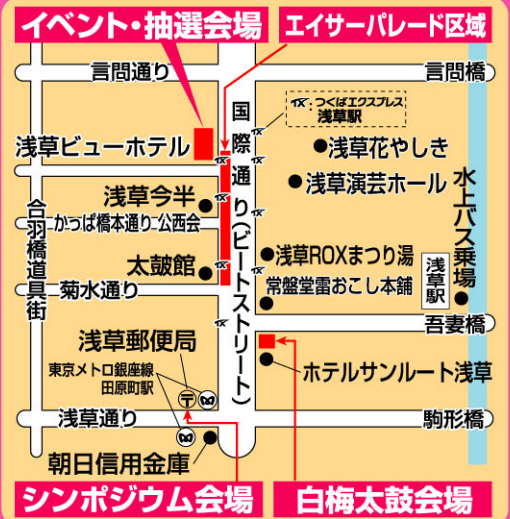 イベント・抽選会場
エイサーパレード区域
言問通り
言問橋
国際通り(ビートストリート)
TX:つくばエクスプレス
浅草駅
浅草ビューホテル
浅草花やしき
浅草演芸ホール
水上バス乗場
浅草今半
かっぱ橋本通り公西会
合羽橋道具街
太鼓館
浅草ROXまつり湯
浅草駅
菊水通り
常盤堂雷おこし本舗
吾妻橋
浅草郵便局
東京メトロ銀座線
田原町駅
ホテルサンルート浅草
〒
浅草通り
駒形橋
朝日信用金庫
シンポジウム会場
白梅太鼓会場